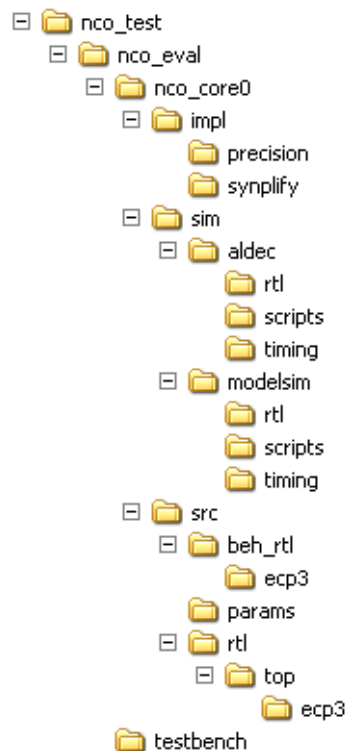 nco_test
nco_eval
nco_core0
impl
precision
synplify
sim
aldec
rtl
scripts
timing
modelsim
rtl
scripts
timing
src
beh_rtl
ecp3
params
rtl
top
ecp3
testbench